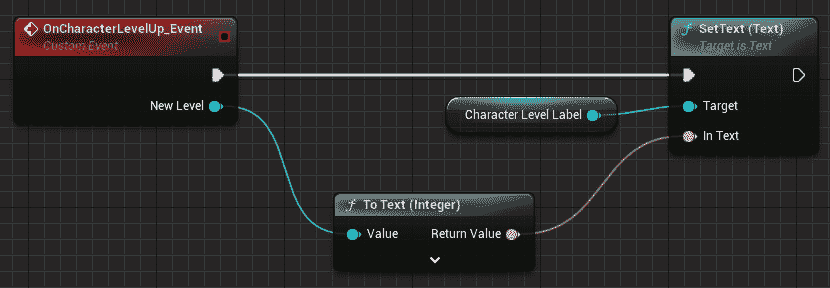 OnCharacterLevelUp_Event
Custom Event
New Level
Character Level Label
SetText (Text)
Target is Text
Target
In Text
To Text (Integer)
Value
Return Value